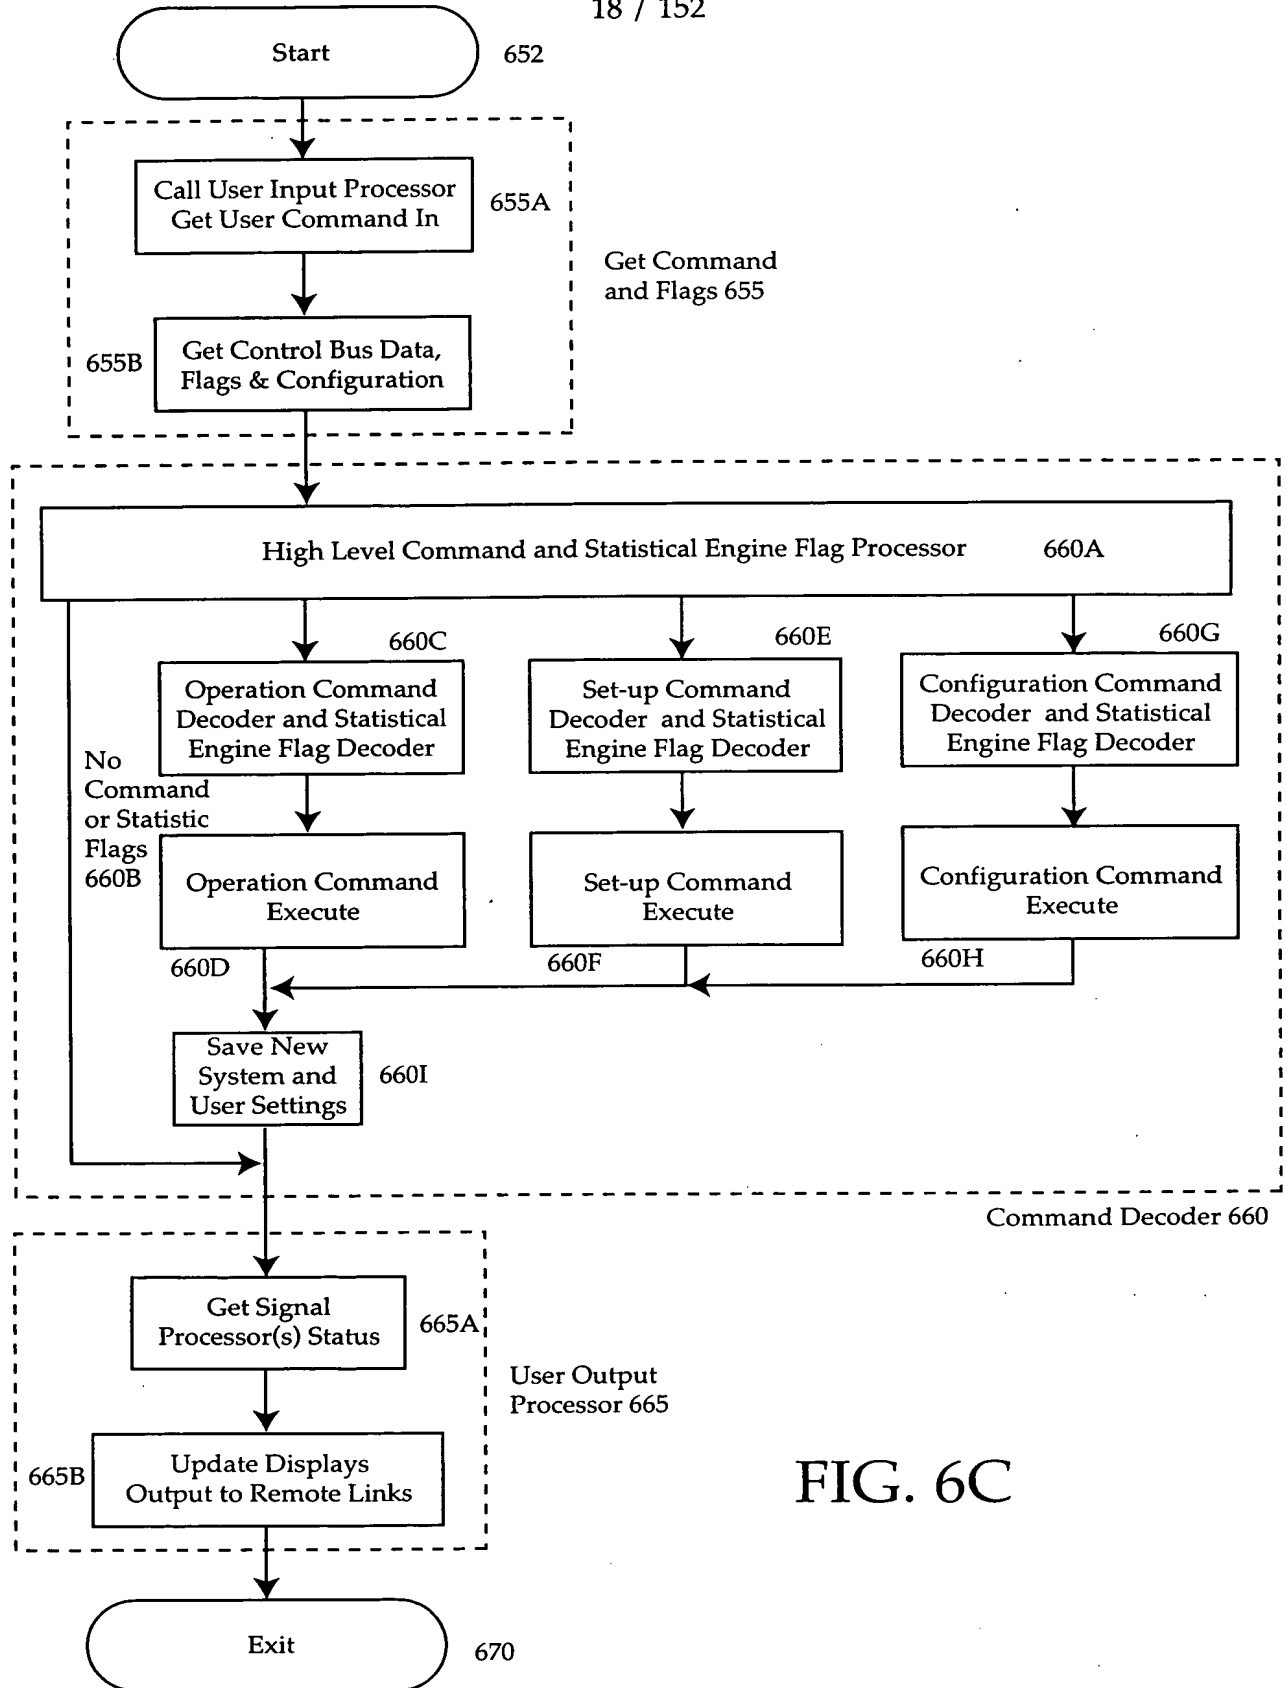 18 / 152
Start
652
Call User Input Processor
Get User Command In
655A
Get Command
and Flags 655
655B
Get Control Bus Data,
Flags & Configuration
High Level Command and Statistical Engine Flag Processor
660A
660C
660E
660G
Operation Command
Decoder and Statistical
Engine Flag Decoder
Set-up Command
Decoder and Statistical
Engine Flag Decoder
Configuration Command
Decoder and Statistical
Engine Flag Decoder
No
Command
or Statistic
Flags
660B
Operation Command
Execute
Set-up Command
Execute
Configuration Command
Execute
660D
660F
660H
Save New
System and
User Settings
660I
Command Decoder 660
Get Signal
Processor(s) Status
665A
User Output
Processor 665
665B
Update Displays
Output to Remote Links
FIG. 6C
Exit
670